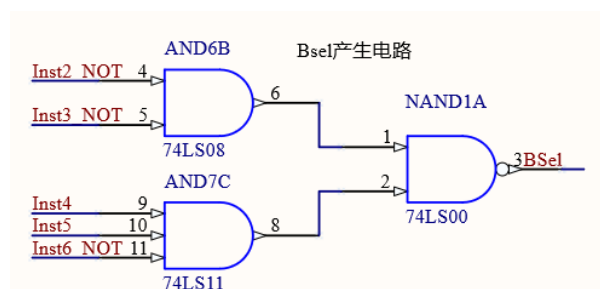 AND6B
Bsel产生电路
Inst2_NOT 4
6
Inst3_NOT 5
NAND1A
74LS08
1
3 BSel
AND7C
2
Inst4 9
74LS00
Inst5 10
8
Inst6_NOT 11
74LS11